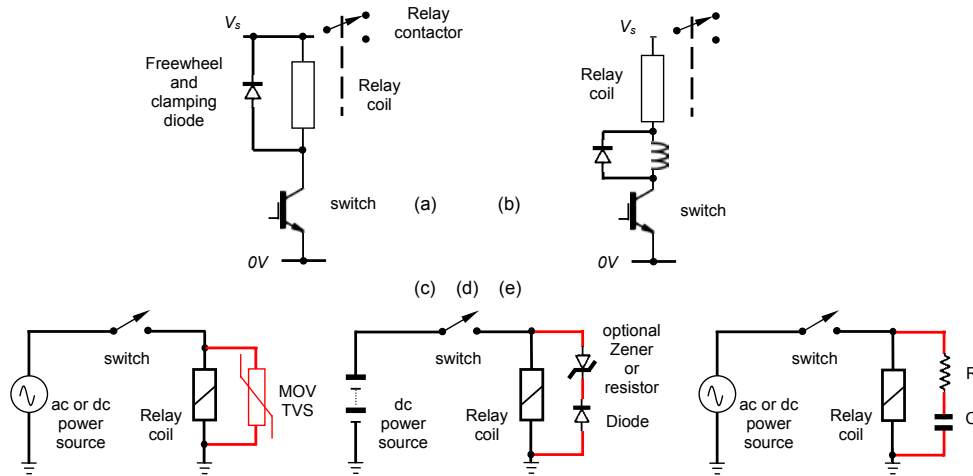 Vs
Relay
contactor
Freewheel
and
clamping
diode
Relay
coil
switch
0V
(a)
Vs
Relay
coil
switch
0V
(b)
(c) (d) (e)
switch
ac or dc
power
source
Relay
coil
MOV
TVS
switch
dc
power
source
Relay
coil
optional
Zener
or
resistor
Diode
switch
ac or dc
power
source
Relay
coil
R
C